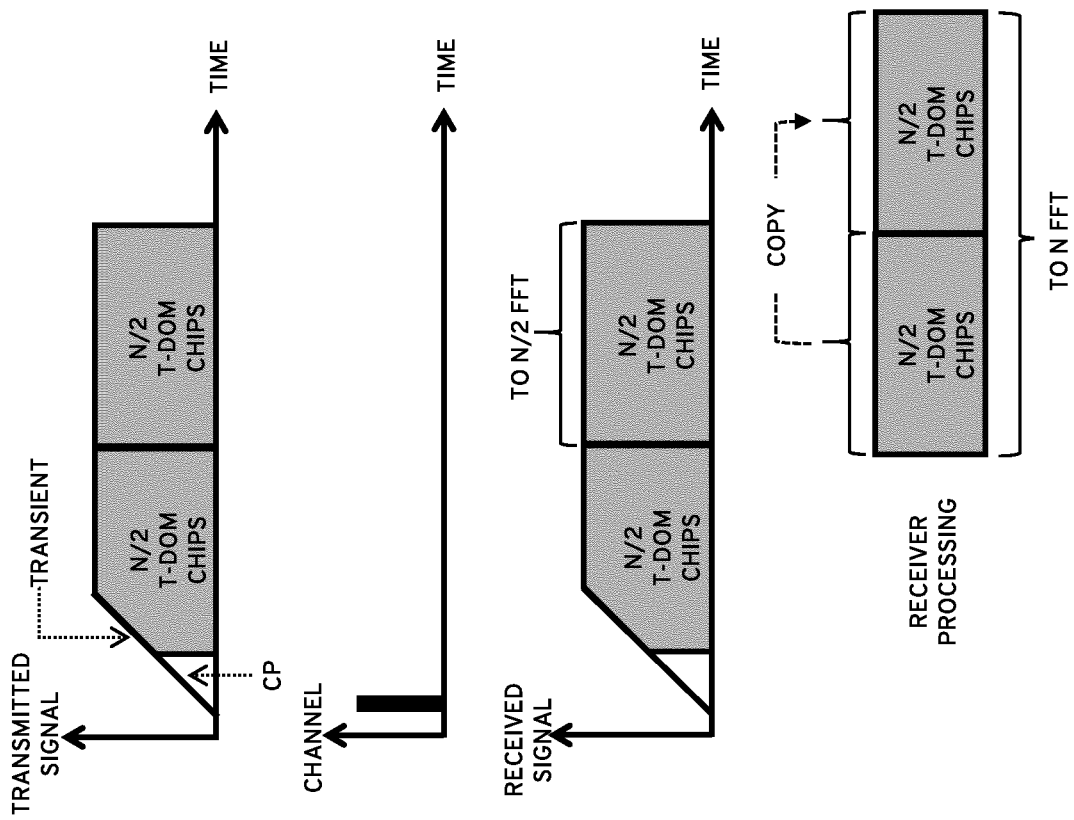 TRANSMITTED
SIGNAL
TRANSIENT
CP
N/2
T-DOM
CHIPS
N/2
T-DOM
CHIPS
TIME
CHANNEL
TIME
RECEIVED
SIGNAL
TO N/2 FFT
N/2
T-DOM
CHIPS
N/2
T-DOM
CHIPS
TIME
RECEIVER
PROCESSING
COPY
N/2
T-DOM
CHIPS
N/2
T-DOM
CHIPS
TO N FFT